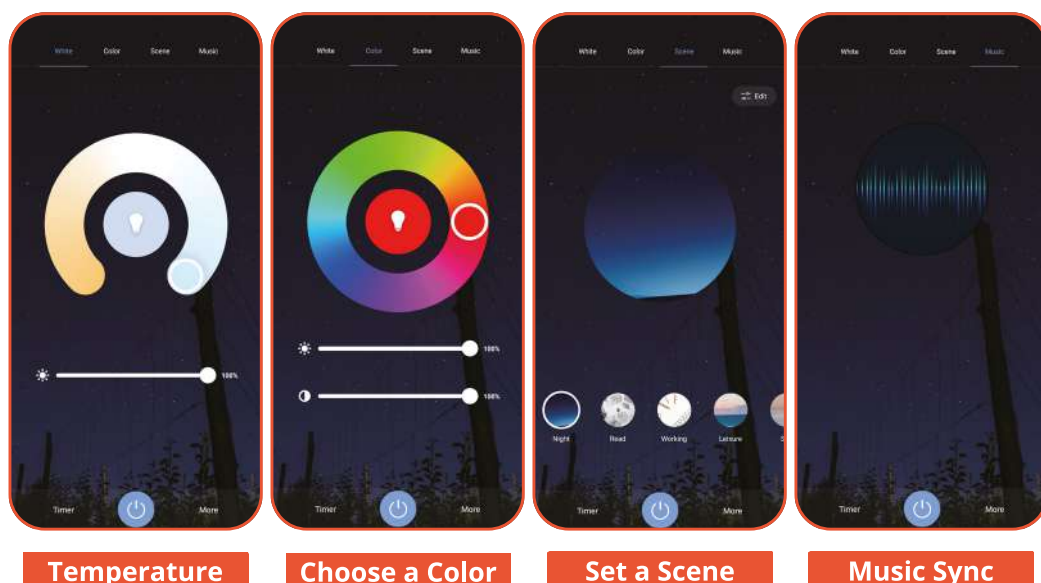 White Color Scene Music
100%
Timer More
Temperature
White Color Scene Music
100%
100%
Timer More
Choose a Color
White Color Scene Music
Edit
Night Read Working Leisure S
Timer More
Set a Scene
White Color Scene Music
Timer More
Music Sync